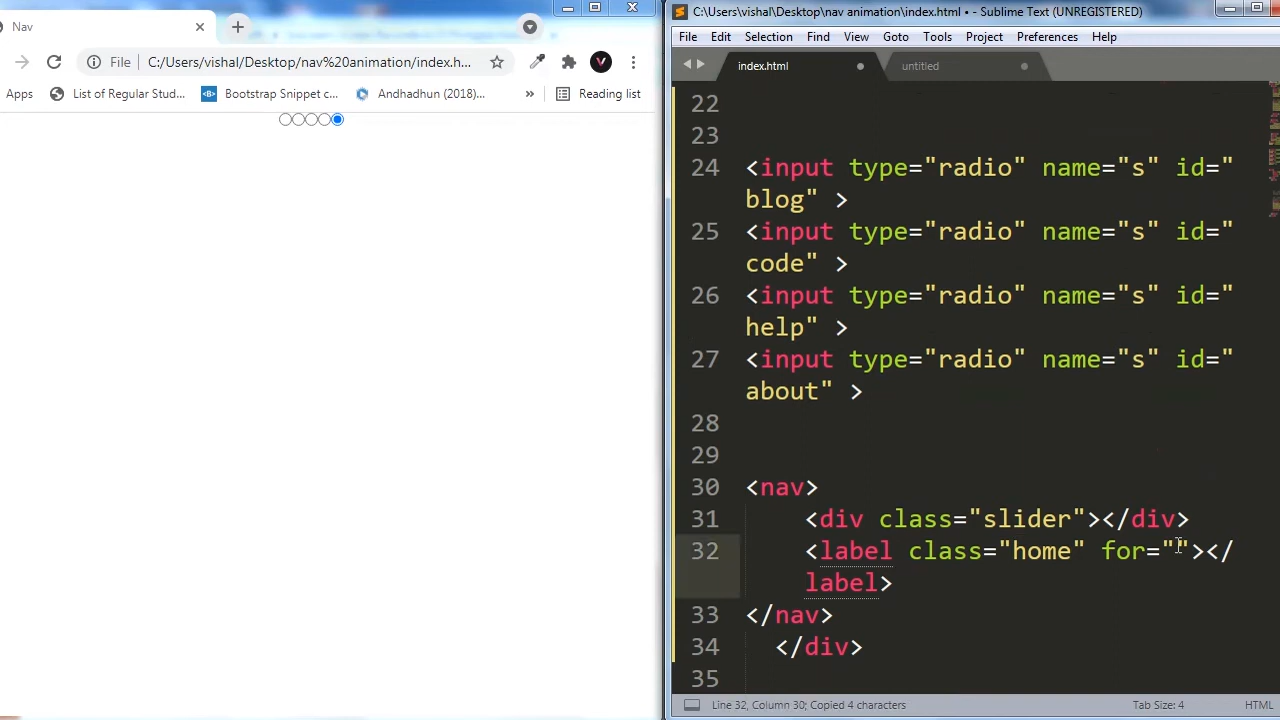 Nav
File C:/Users/vishal/Desktop/nav%20animation/index.h...
Apps List of Regular Stud... Bootstrap Snippet c... Andhadhun (2018)... » Reading list
C:\Users\vishal\Desktop\nav animation\index.html • - Sublime Text (UNREGISTERED)
File Edit Selection Find View Goto Tools Project Preferences Help
index.html untitled
22
23
24 <input type="radio" name="s" id="
blog" >
25 <input type="radio" name="s" id="
code" >
26 <input type="radio" name="s" id="
help" >
27 <input type="radio" name="s" id="
about" >
28
29
30 <nav>
31 <div class="slider"></div>
32 <label class="home" for=""></
label>
33 </nav>
34 </div>
35
Line 32, Column 30; Copied 4 characters Tab Size: 4 HTML